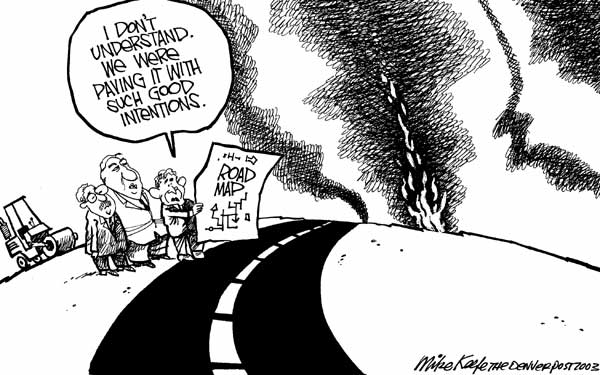 I DON'T
UNDERSTAND.
WE WERE
PAVING IT WITH
SUCH GOOD
INTENTIONS.
ROAD
MAP
MIKE KEEFE THE DENVER POST 2003